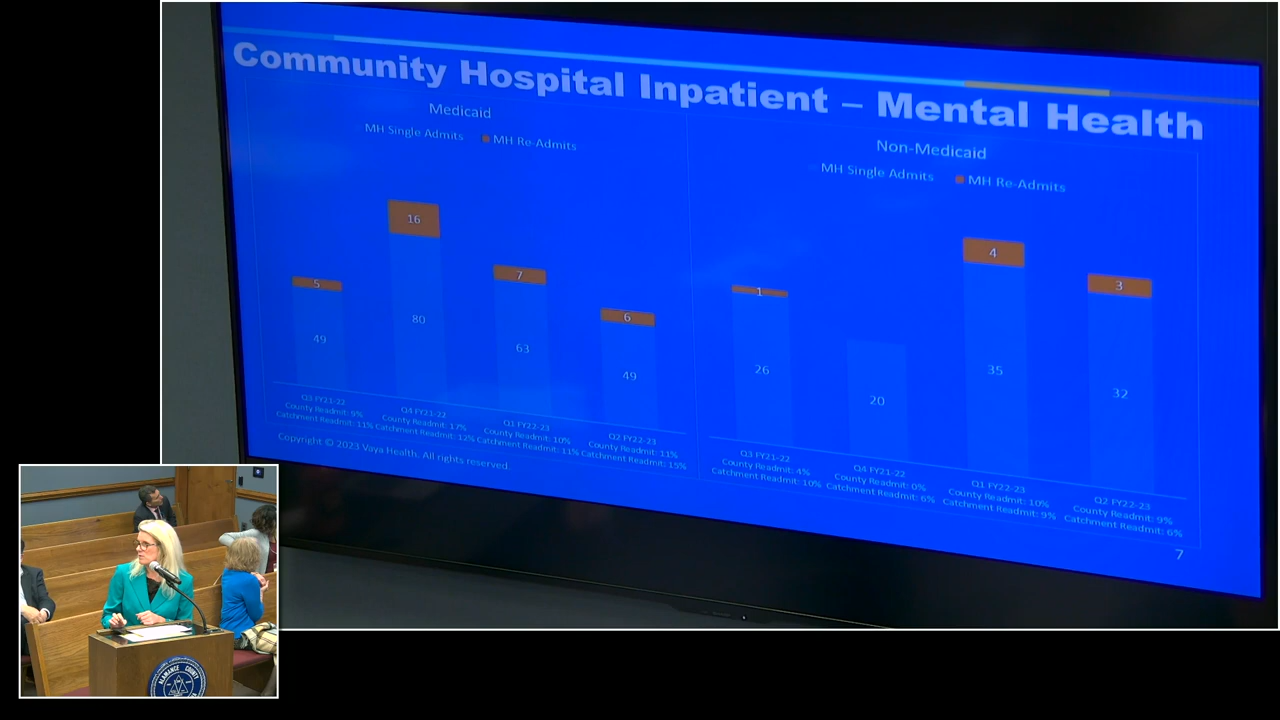 Community Hospital Inpatient – Mental Health
Medicaid
MH Single Admits MH Re-Admits
5
49
16
80
7
63
6
49
Q3 FY21-22
County Readmit: 9%
Catchment Readmit: 11%
Q4 FY21-22
County Readmit: 17%
Catchment Readmit: 12%
Q1 FY22-23
County Readmit: 10%
Catchment Readmit: 11%
Q2 FY22-23
County Readmit: 11%
Catchment Readmit: 15%
Non-Medicaid
MH Single Admits MH Re-Admits
1
26
20
4
35
3
32
Q3 FY21-22
County Readmit: 4%
Catchment Readmit: 10%
Q4 FY21-22
County Readmit: 0%
Catchment Readmit: 6%
Q1 FY22-23
County Readmit: 10%
Catchment Readmit: 9%
Q2 FY22-23
County Readmit: 9%
Catchment Readmit: 6%
Copyright © 2023 Vaya Health. All rights reserved.
7
ALAMANCE COUNTY